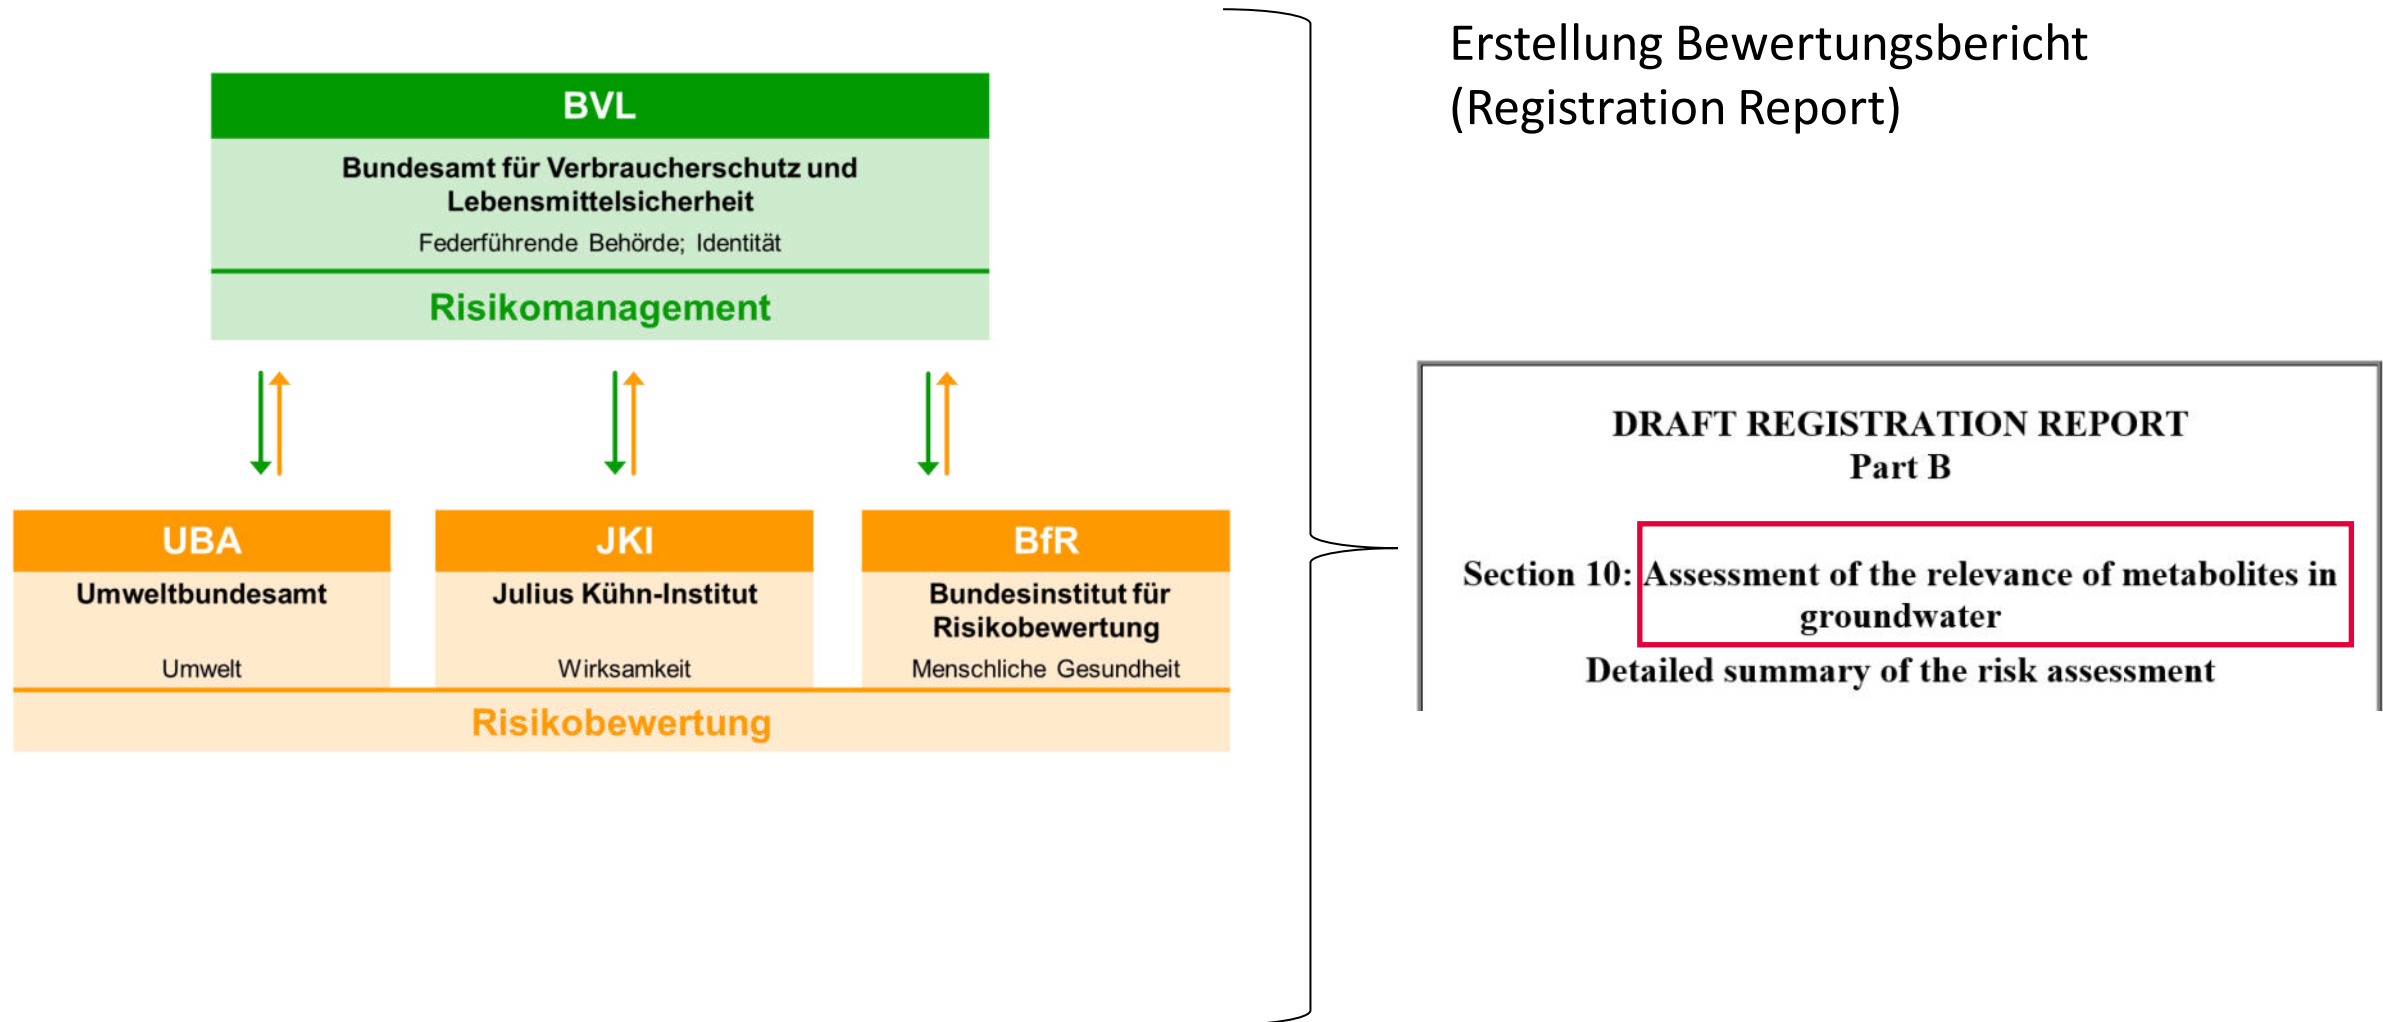 Erstellung Bewertungsbericht
(Registration Report)
BVL
Bundesamt für Verbraucherschutz und
Lebensmittelsicherheit
Federführende Behörde; Identität
Risikomanagement
UBA
Umweltbundesamt
Umwelt
JKI
Julius Kühn-Institut
Wirksamkeit
BfR
Bundesinstitut für
Risikobewertung
Menschliche Gesundheit
Risikobewertung
DRAFT REGISTRATION REPORT
Part B
Section 10: Assessment of the relevance of metabolites in
groundwater
Detailed summary of the risk assessment